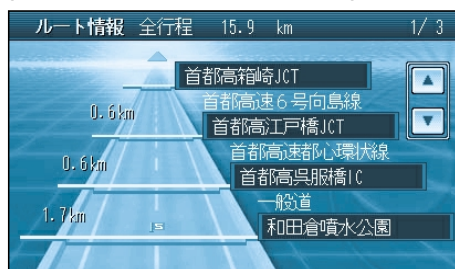 ルート情報 全行程 15.9 km 1/3
首都高箱崎JCT
首都高速6号向島線
0.6km
首都高江戸橋JCT
首都高速都心環状線
0.6km
首都高呉服橋IC
一般道
1.7km
和田倉噴水公園